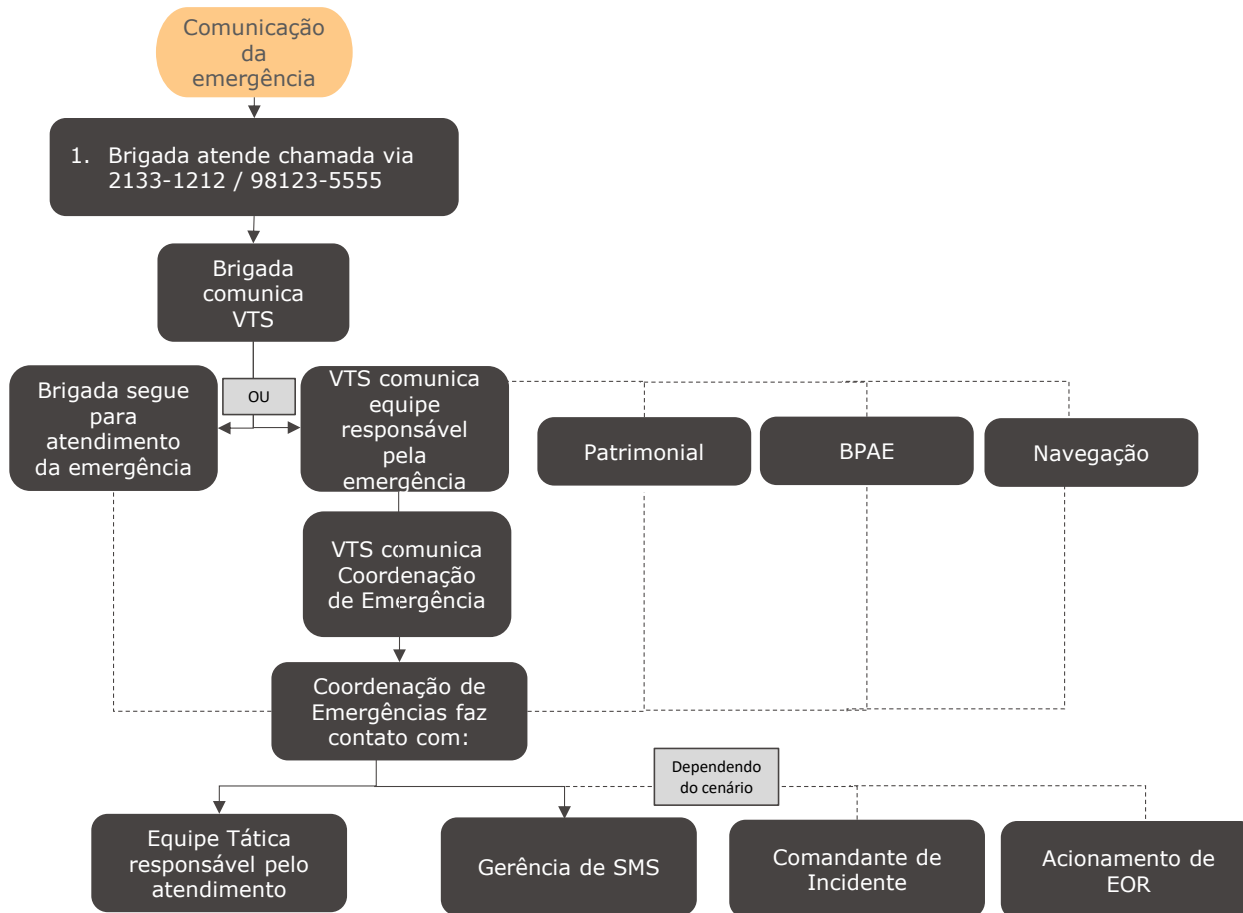 Comunicação
da
emergência
1. Brigada atende chamada via
2133-1212 / 98123-5555
Brigada
comunica
VTS
Brigada segue
para
atendimento
da emergência
OU
VTS comunica
equipe
responsável
pela
emergência
Patrimonial
BPAE
Navegação
VTS comunica
Coordenação
de Emergência
Coordenação de
Emergências faz
contato com:
Dependendo
do cenário
Equipe Tática
responsável pelo
atendimento
Gerência de SMS
Comandante de
Incidente
Acionamento de
EOR